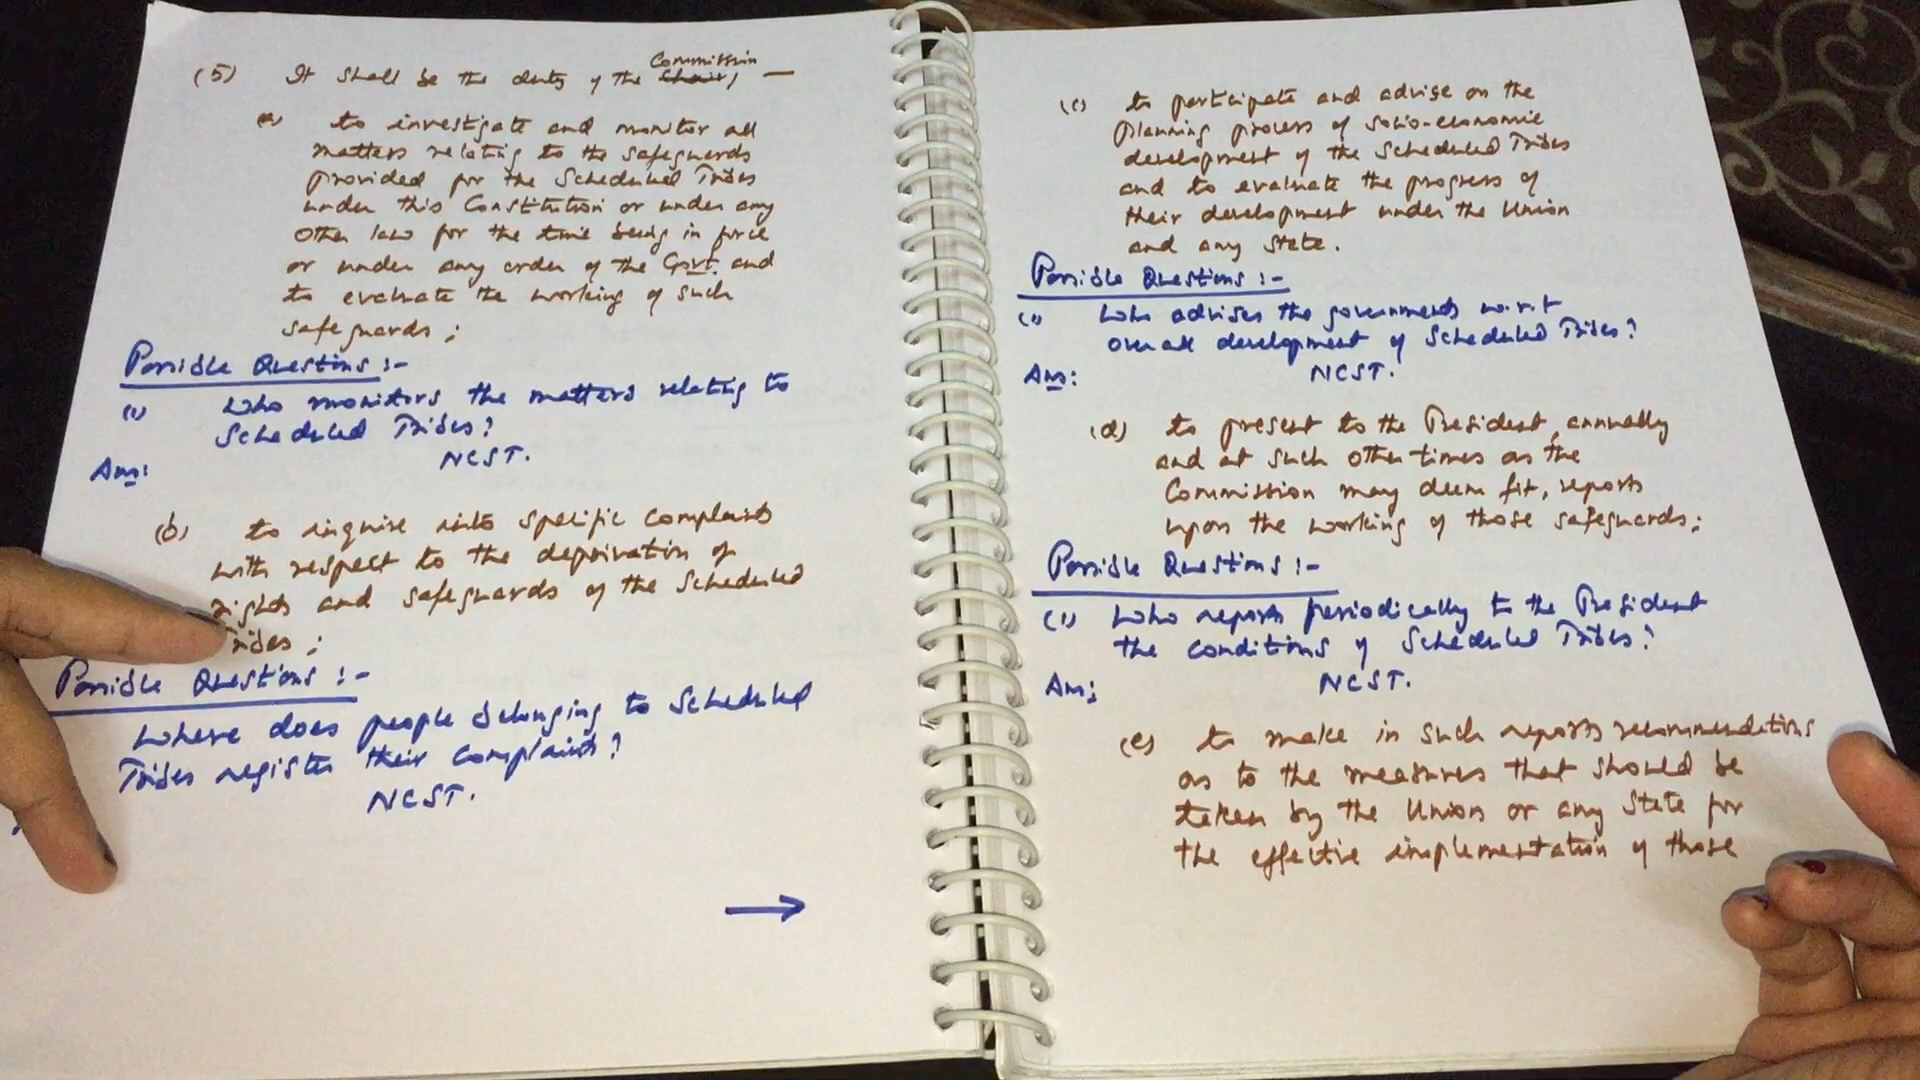 Commission
(5) It shall be the duty of the Chair, —
(a) to investigate and monitor all
matters relating to the safeguards
provided for the Scheduled Tribes
under this Constitution or under any
other law for the time being in force
or under any order of the Govt. and
to evaluate the working of such
safeguards ;
Possible Questions :-
(1) Who monitors the matters relating to
Scheduled Tribes?
Ans: NCST.
(b) to inquire into specific complaints
with respect to the deprivation of
rights and safeguards of the Scheduled
Tribes ;
Possible Questions :-
Where does people belonging to Scheduled
Tribes register their complaints?
NCST.
(c) to participate and advise on the
planning process of socio-economic
development of the Scheduled Tribes
and to evaluate the progress of
their development under the Union
and any State.
Possible Questions :-
(1) Who advises the governments w.r.t
overall development of Scheduled Tribes?
Ans: NCST.
(d) to present to the President, annually
and at such other times as the
Commission may deem fit, reports
upon the working of those safeguards;
Possible Questions :-
(1) Who reports periodically to the President
the conditions of Scheduled Tribes?
Ans: NCST.
(e) to make in such reports recommendations
as to the measures that should be
taken by the Union or any State for
the effective implementation of those